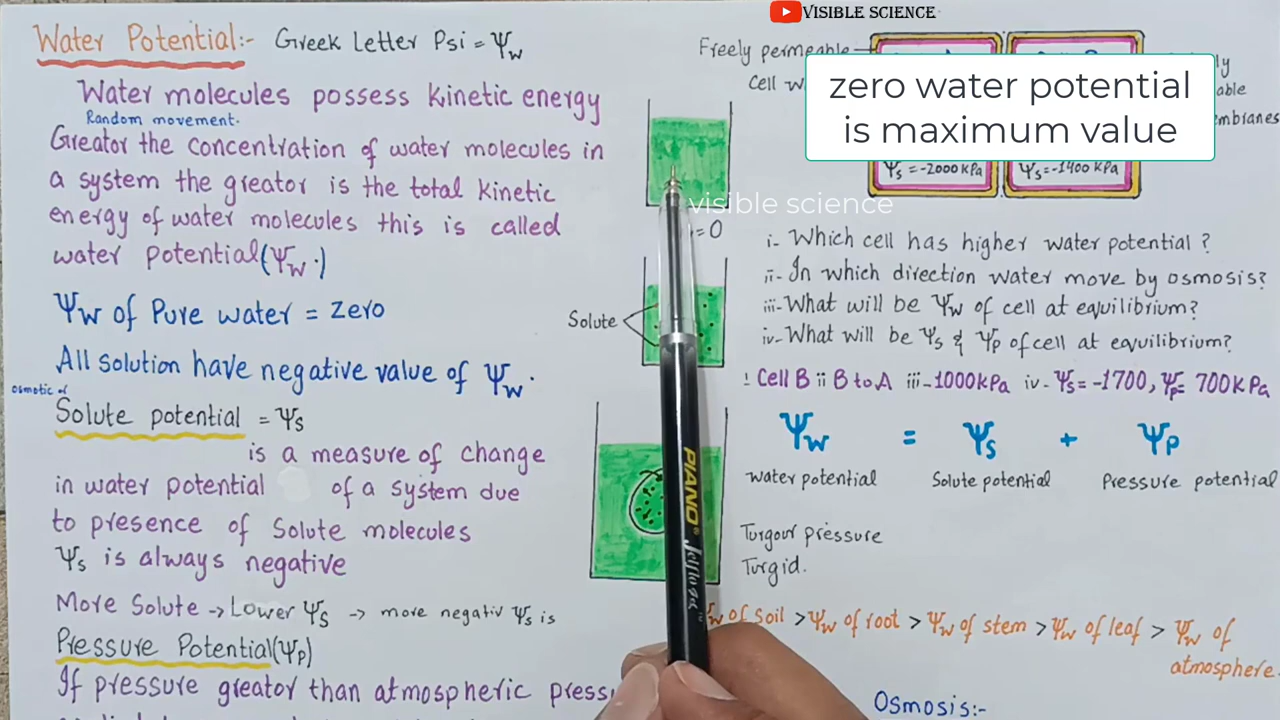 VISIBLE SCIENCE
Water Potential:- Greek Letter Psi = Ψw
Water molecules possess kinetic energy
Random movement.
Greator the concentration of water molecules in
a system the greator is the total kinetic
energy of water molecules this is called
water potential(Ψw.)
Ψw of Pure water = Zero
All solution have negative value of Ψw.
osmotic of
Solute potential = Ψs
is a measure of change
in water potential of a system due
to presence of Solute molecules
Ψs is always negative
More Solute → Lower Ψs → more negativ Ψs is
Pressure Potential(Ψp)
If pressure greator than atmospheric
Freely permeable
Cell
zero water potential
is maximum value
Ψs = -2000 kPa
Ψs = -1400 kPa
visible science
=0
Solute
i- Which cell has higher water potential ?
ii- In which direction water move by osmosis?
iii- What will be Ψw of cell at equilibrium?
iv- What will be Ψs & Ψp of cell at equilibrium?
i Cell B ii B to A iii -1000kPa iv- Ψs = -1700, Ψp = 700KPa
Ψw = Ψs + Ψp
Water potential Solute potential Pressure potential
Turgour pressure
Turgid.
of soil > Ψw of root > Ψw of stem > Ψw of leaf > Ψw of
atmosphere.
Osmosis:-
PIANO